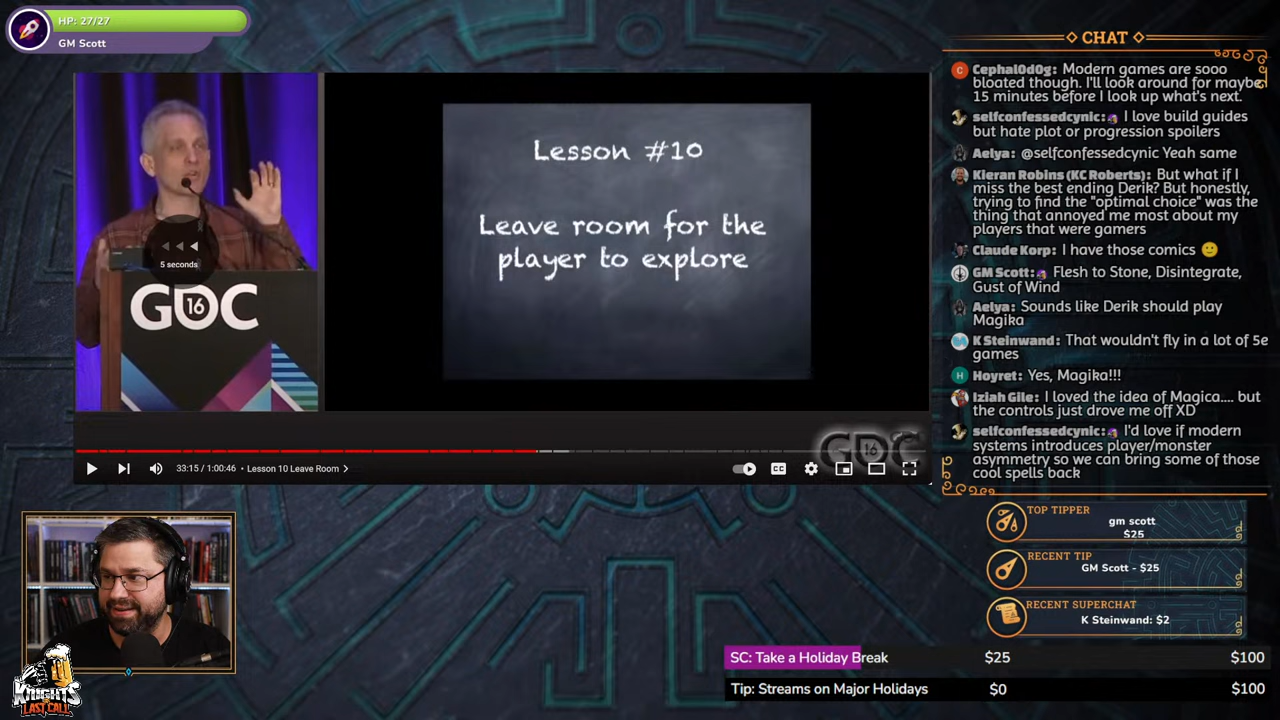 HP: 27/27
GM Scott
CHAT
CephalOdOg: Modern games are sooo
bloated though. I'll look around for maybe
15 minutes before I look up what's next.
selfconfessedcynic: I love build guides
but hate plot or progression spoilers
Aelya: @selfconfessedcynic Yeah same
Kieran Robins (KC Roberts): But what if I
miss the best ending Derik? But honestly,
trying to find the "optimal choice" was the
thing that annoyed me most about my
players that were gamers
Claude Korp: I have those comics
GM Scott: Flesh to Stone, Disintegrate,
Gust of Wind
Aelya: Sounds like Derik should play
Magika
K Steinwand: That wouldn't fly in a lot of 5e
games
Hoyret: Yes, Magika!!!
Iziah Gile: I loved the idea of Magica.... but
the controls just drove me off XD
selfconfessedcynic: I'd love if modern
systems introduces player/monster
asymmetry so we can bring some of those
cool spells back
Lesson #10
Leave room for the
player to explore
5 seconds
GDC
16
GDC
33:15 / 1:00:46 • Lesson 10 Leave Room
CC
TOP TIPPER
gm scott
$25
RECENT TIP
GM Scott - $25
RECENT SUPERCHAT
K Steinwand: $2
SC: Take a Holiday Break $25 $100
Tip: Streams on Major Holidays $0 $100
KNIGHTS
LAST CALL